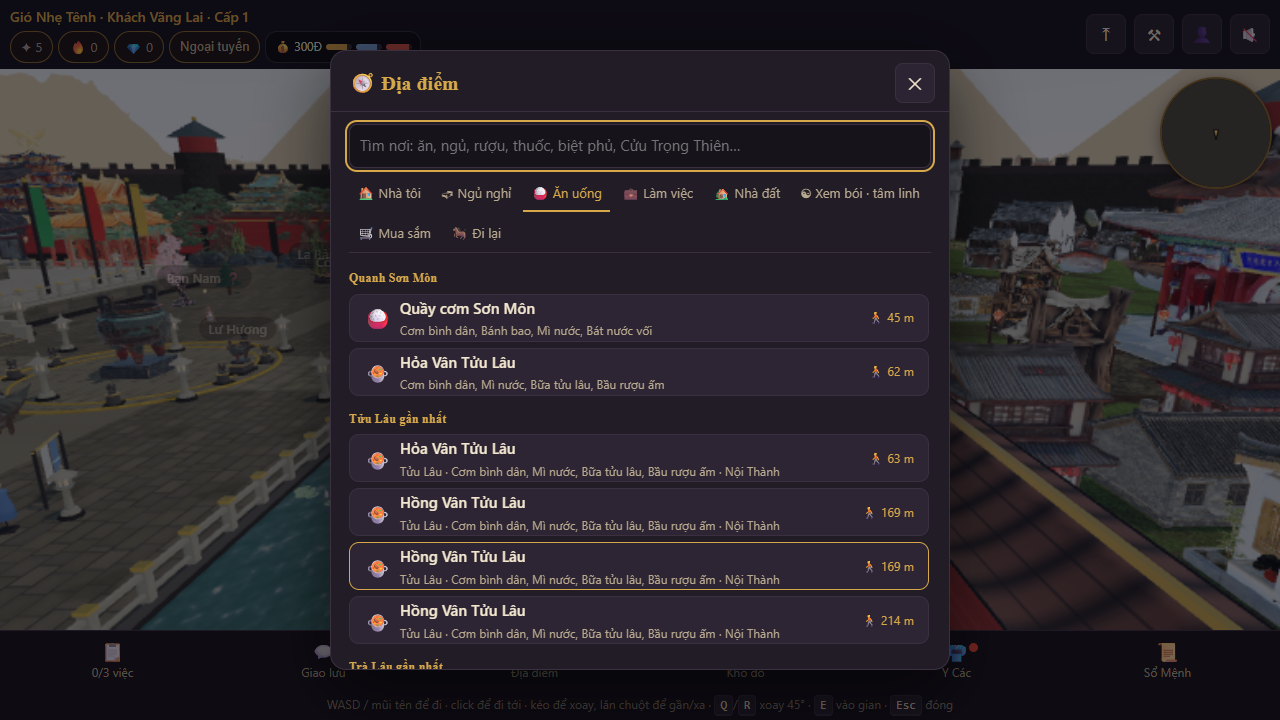 Gió Nhẹ Tênh · Khách Vãng Lai · Cấp 1
5
0
0
Ngoại tuyến
300Đ
Địa điểm
Tìm nơi: ăn, ngủ, rượu, thuốc, biệt phủ, Cửu Trọng Thiên...
Nhà tôi
Ngủ nghỉ
Ăn uống
Làm việc
Nhà đất
Xem bói · tâm linh
Mua sắm
Đi lại
Quanh Sơn Môn
Quầy cơm Sơn Môn
Cơm bình dân, Bánh bao, Mì nước, Bát nước vối
45 m
Hỏa Vân Tửu Lâu
Cơm bình dân, Mì nước, Bữa tửu lâu, Bầu rượu ấm
62 m
Tửu Lâu gần nhất
Hỏa Vân Tửu Lâu
Tửu Lâu · Cơm bình dân, Mì nước, Bữa tửu lâu, Bầu rượu ấm · Nội Thành
63 m
Hồng Vân Tửu Lâu
Tửu Lâu · Cơm bình dân, Mì nước, Bữa tửu lâu, Bầu rượu ấm · Nội Thành
169 m
Hồng Vân Tửu Lâu
Tửu Lâu · Cơm bình dân, Mì nước, Bữa tửu lâu, Bầu rượu ấm · Nội Thành
169 m
Hồng Vân Tửu Lâu
Tửu Lâu · Cơm bình dân, Mì nước, Bữa tửu lâu, Bầu rượu ấm · Nội Thành
214 m
Trà Lâu gần nhất
Bạn Nam ?
Lư Hương
0/3 việc
Giao lưu
Địa điểm
Kho đồ
Y Các
Sổ Mệnh
WASD / mũi tên để đi · click để đi tới · kéo để xoay, lăn chuột để gần/xa · Q / R xoay 45° · E vào gian · Esc đóng